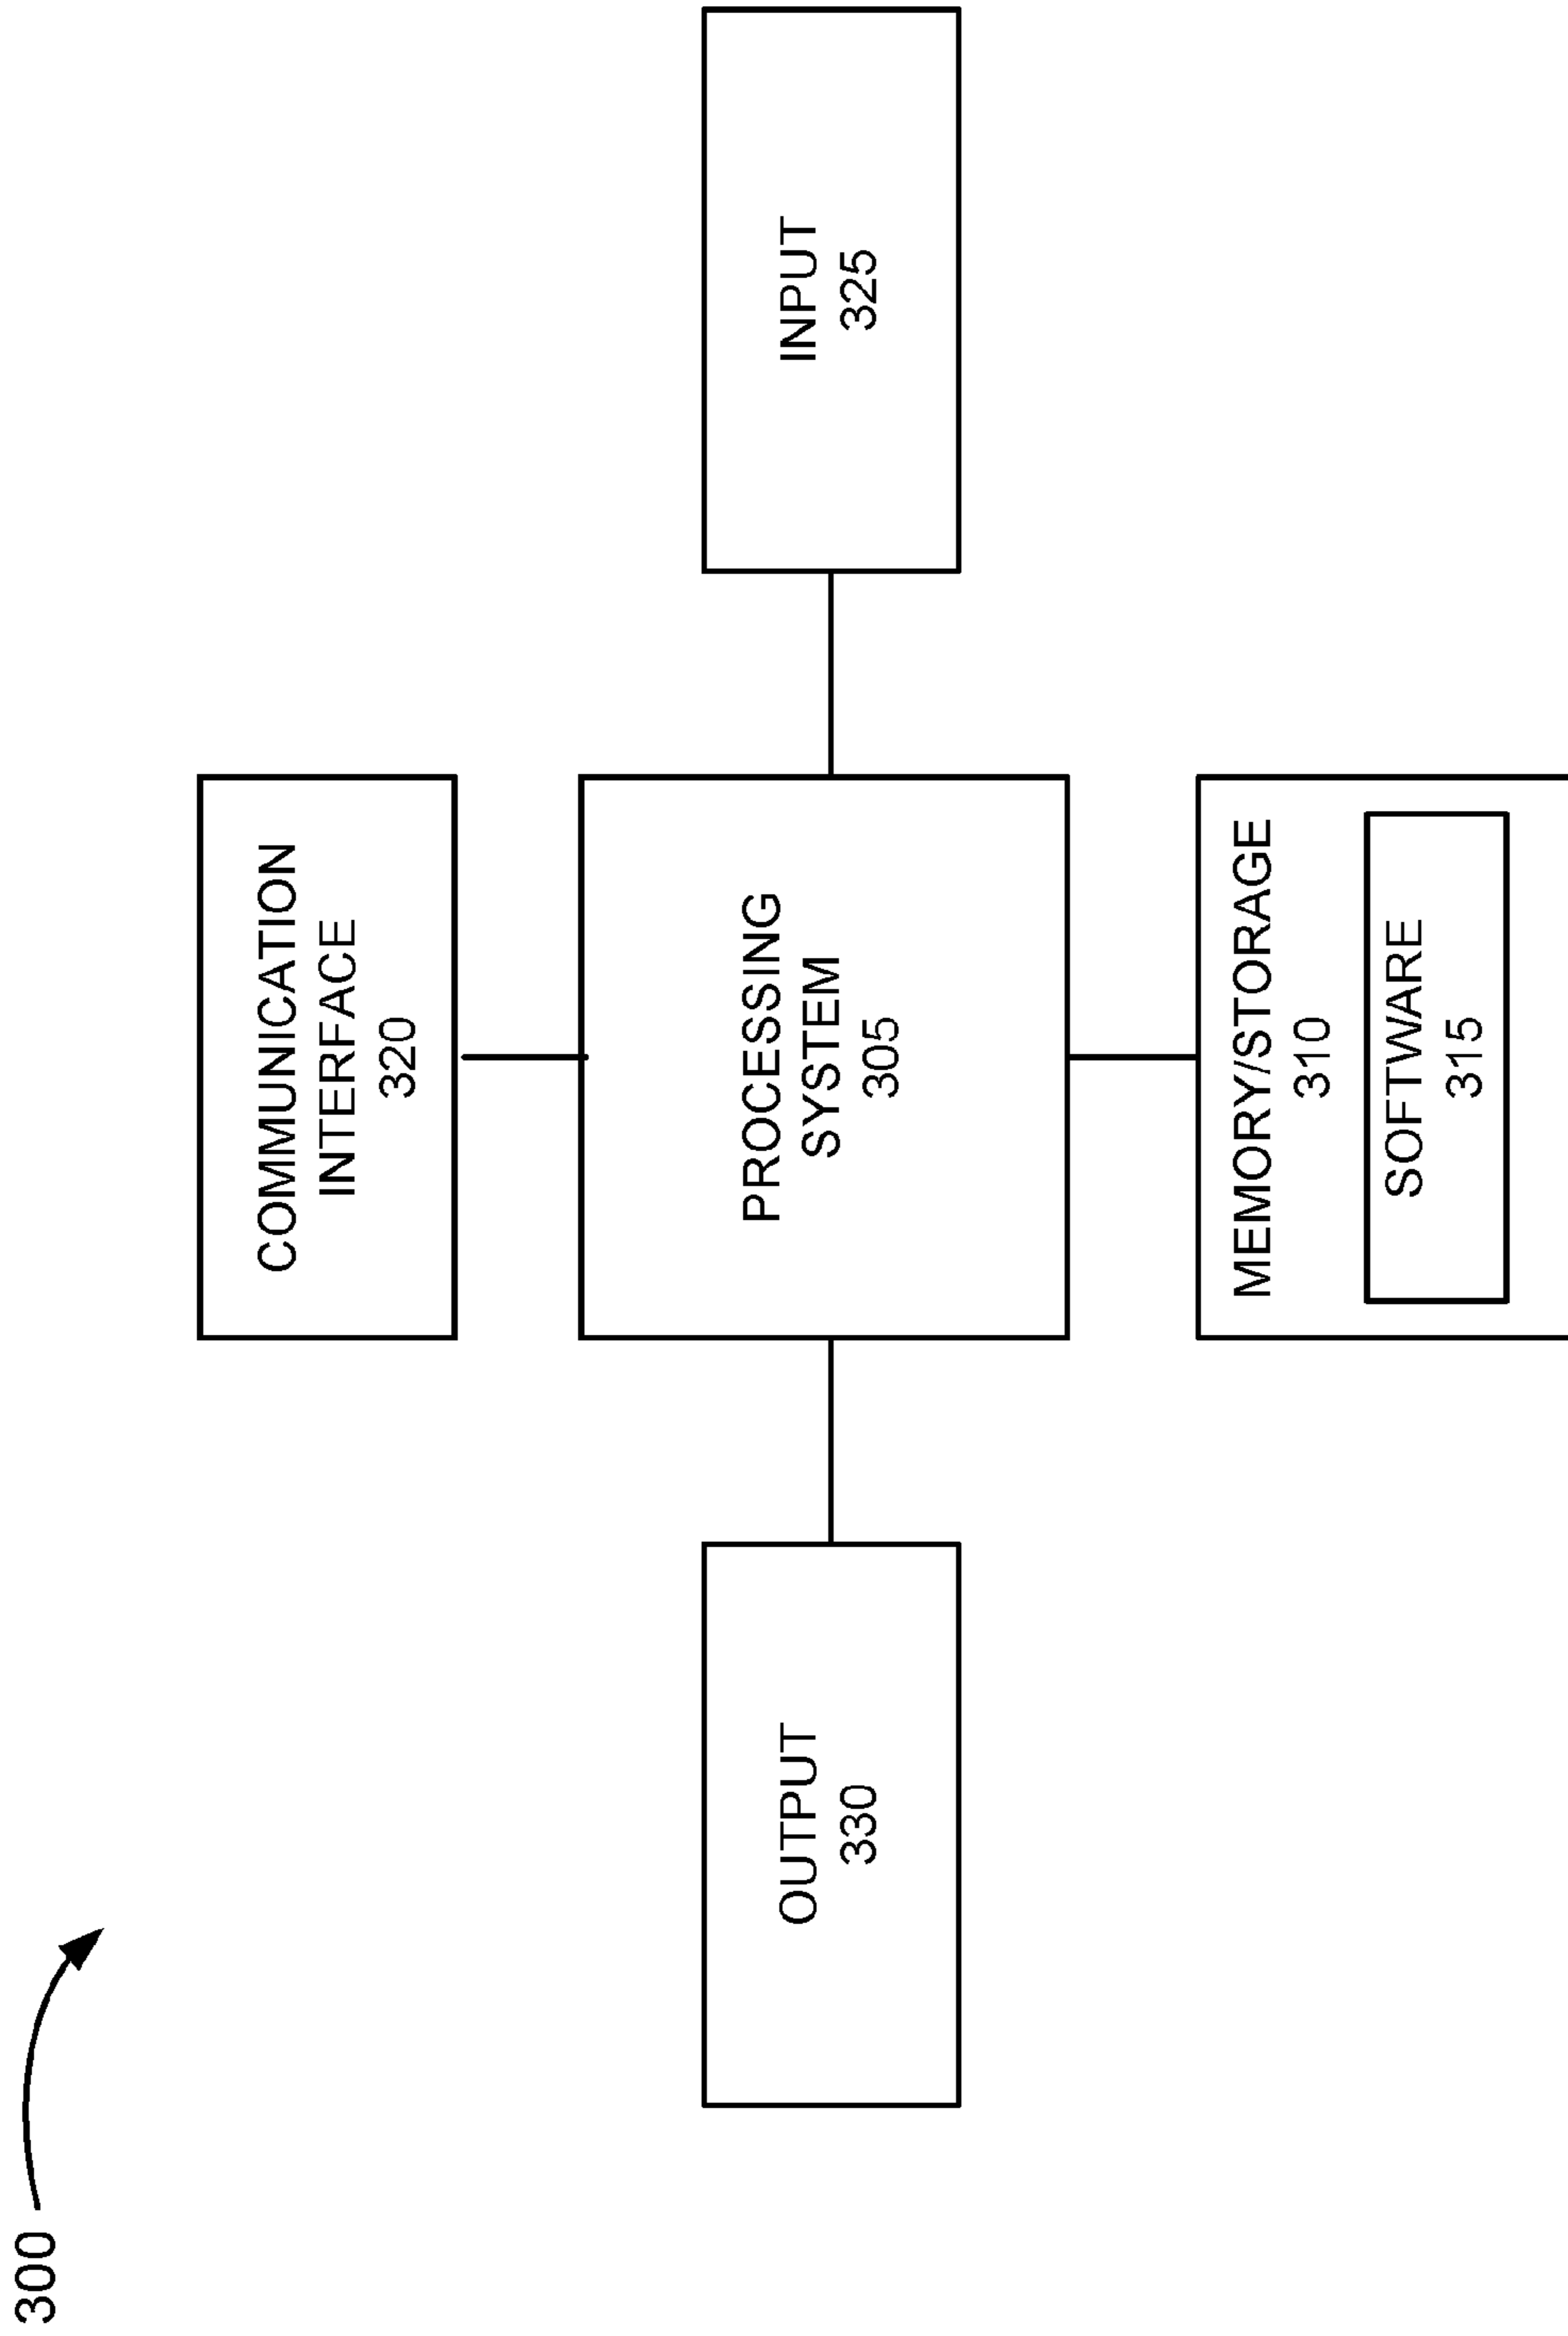 300
COMMUNICATION
INTERFACE
320
OUTPUT
330
PROCESSING
SYSTEM
305
INPUT
325
MEMORY/STORAGE
310
SOFTWARE
315